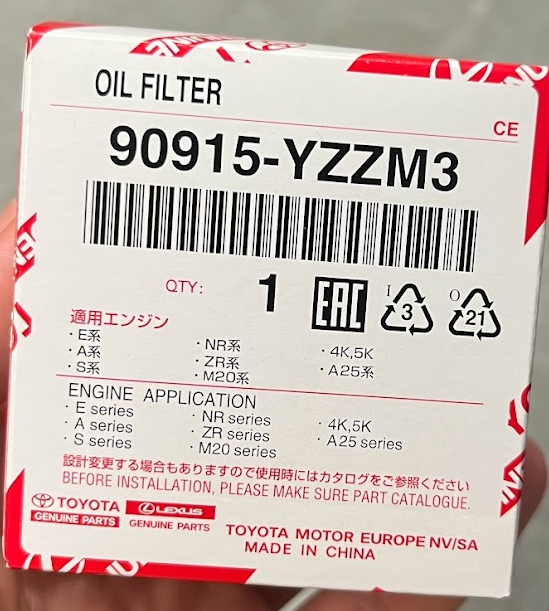 OIL FILTER
CE
90915-YZZM3
QTY: 1 EAC I 3 O 21
適用エンジン
・E系 ・NR系 ・4K,5K
・A系 ・ZR系 ・A25系
・S系 ・M20系
ENGINE APPLICATION
・E series ・NR series ・4K,5K
・A series ・ZR series ・A25 series
・S series ・M20 series
設計変更する場合もありますので使用時にはカタログをご参照ください
BEFORE INSTALLATION, PLEASE MAKE SURE PART CATALOGUE.
TOYOTA LEXUS
GENUINE PARTS GENUINE PARTS
TOYOTA MOTOR EUROPE NV/SA
MADE IN CHINA